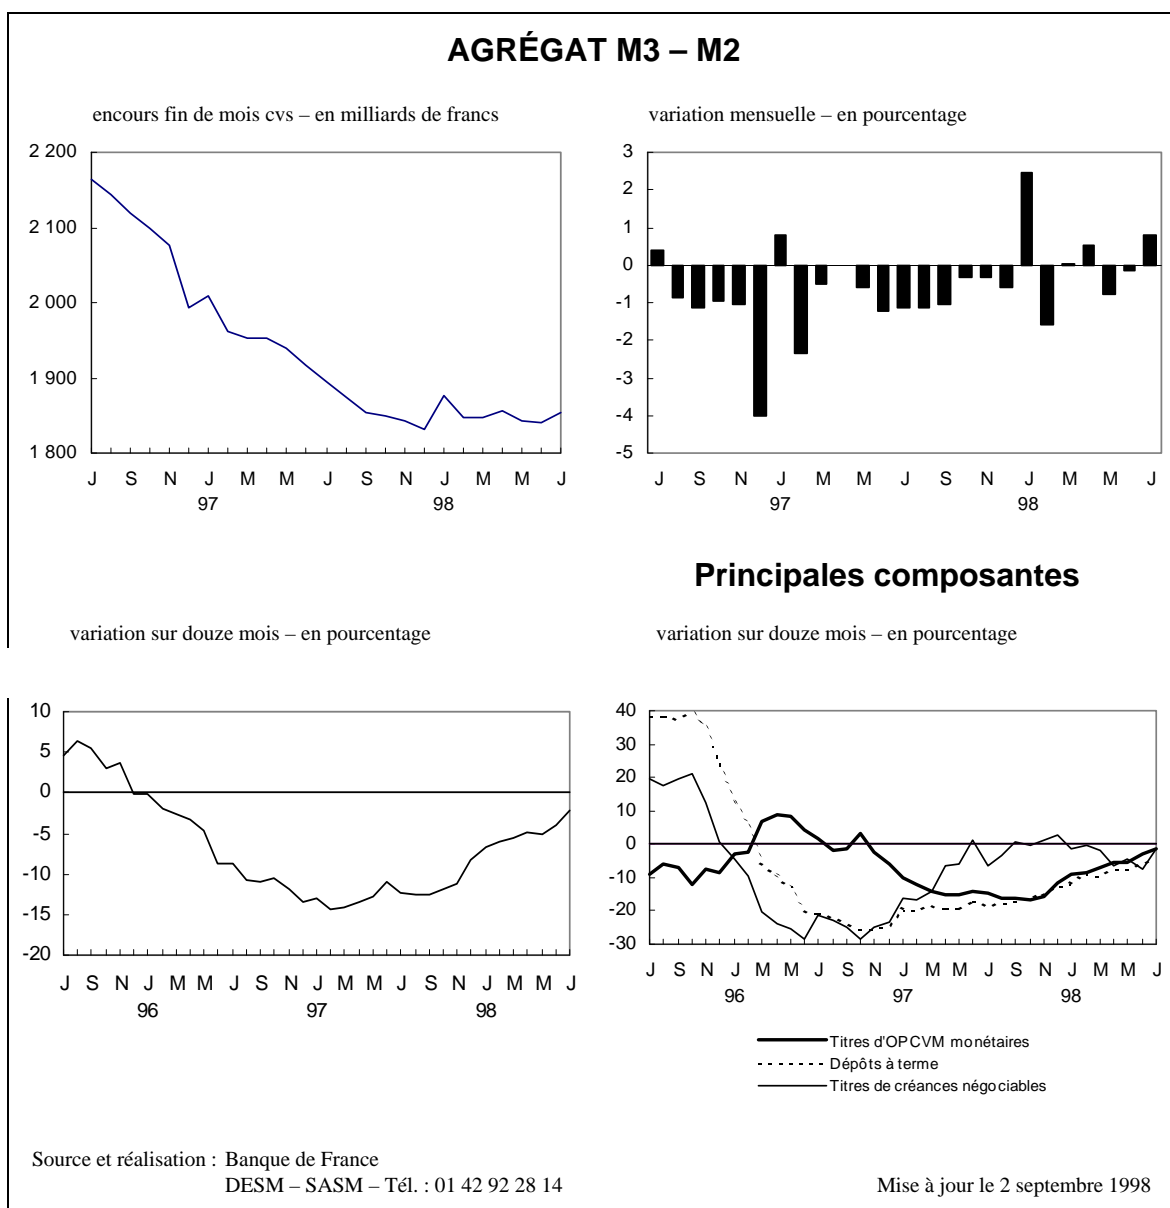 AGRÉGAT M3 – M2
encours fin de mois cvs – en milliards de francs
2 200
2 100
2 000
1 900
1 800
J S N J M M J S N J M M J
97 98
variation mensuelle – en pourcentage
3
2
1
0
-1
-2
-3
-4
-5
J S N J M M J S N J M M J
97 98
Principales composantes
variation sur douze mois – en pourcentage
10
5
0
-5
-10
-15
-20
J S N J M M J S N J M M J S N J M M J
96 97 98
variation sur douze mois – en pourcentage
40
30
20
10
0
-10
-20
-30
J S N J M M J S N J M M J S N J M M J
96 97 98
Titres d'OPCVM monétaires
Dépôts à terme
Titres de créances négociables
Source et réalisation : Banque de France
DESM – SASM – Tél. : 01 42 92 28 14
Mise à jour le 2 septembre 1998